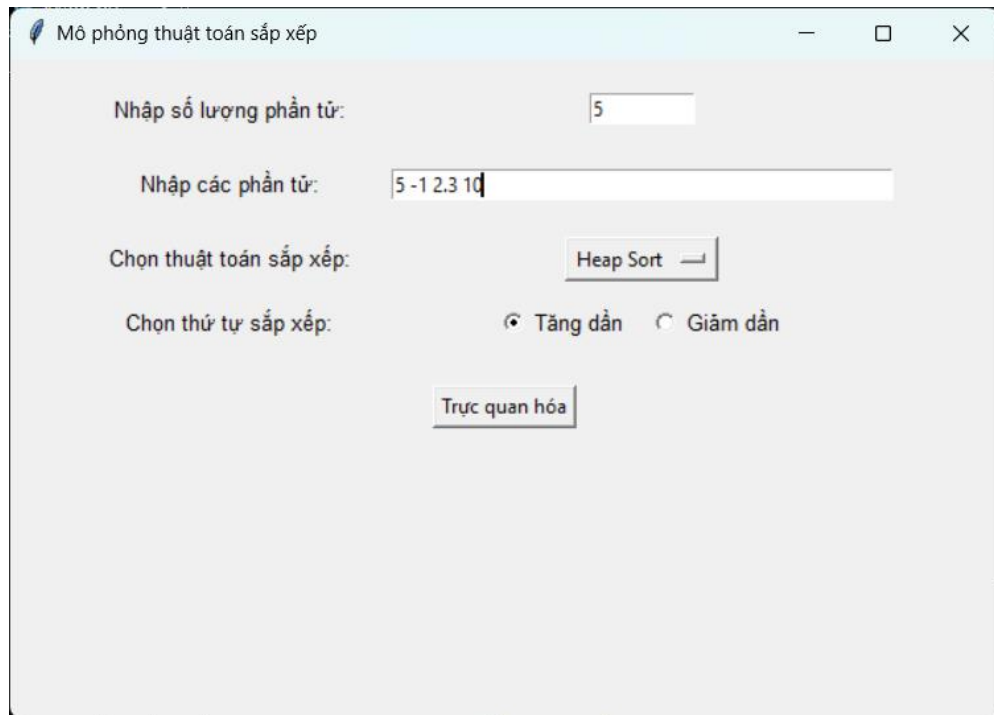 Mô phỏng thuật toán sắp xếp
Nhập số lượng phần tử: 5
Nhập các phần tử: 5 -1 2.3 10
Chọn thuật toán sắp xếp: Heap Sort
Chọn thứ tự sắp xếp: Tăng dần Giảm dần
Trực quan hóa